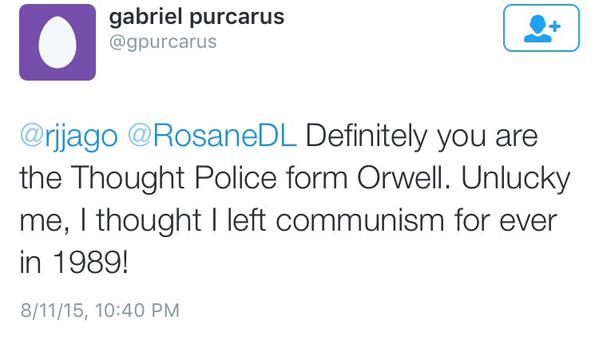 gabriel purcarus
@gpurcarus
@rjjago @RosaneDL Definitely you are
the Thought Police form Orwell. Unlucky
me, I thought I left communism for ever
in 1989!
8/11/15, 10:40 PM